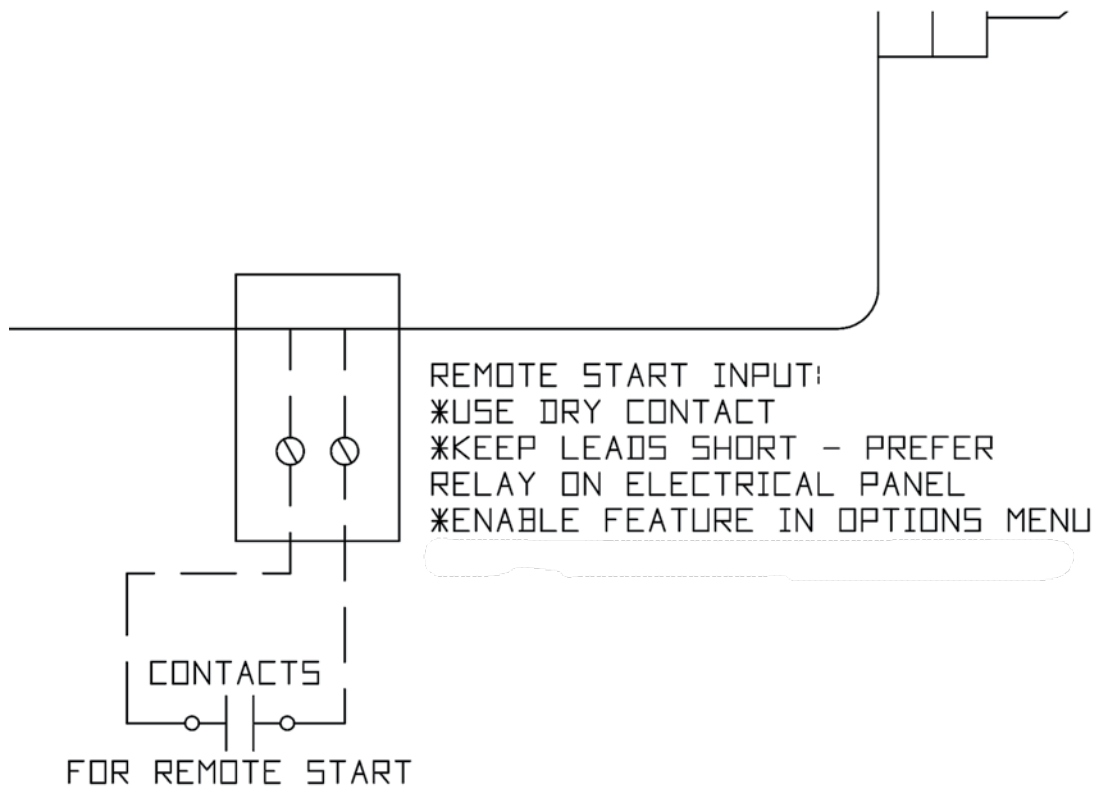 REMOTE START INPUT:
*USE DRY CONTACT
*KEEP LEADS SHORT - PREFER
RELAY ON ELECTRICAL PANEL
*ENABLE FEATURE IN OPTIONS MENU
CONTACTS
FOR REMOTE START